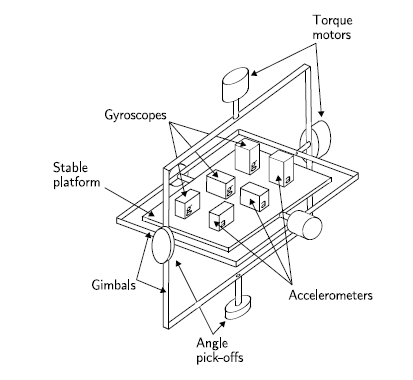 Torque
motors
Gyroscopes
Stable
platform
Gimbals
Accelerometers
Angle
pick-offs